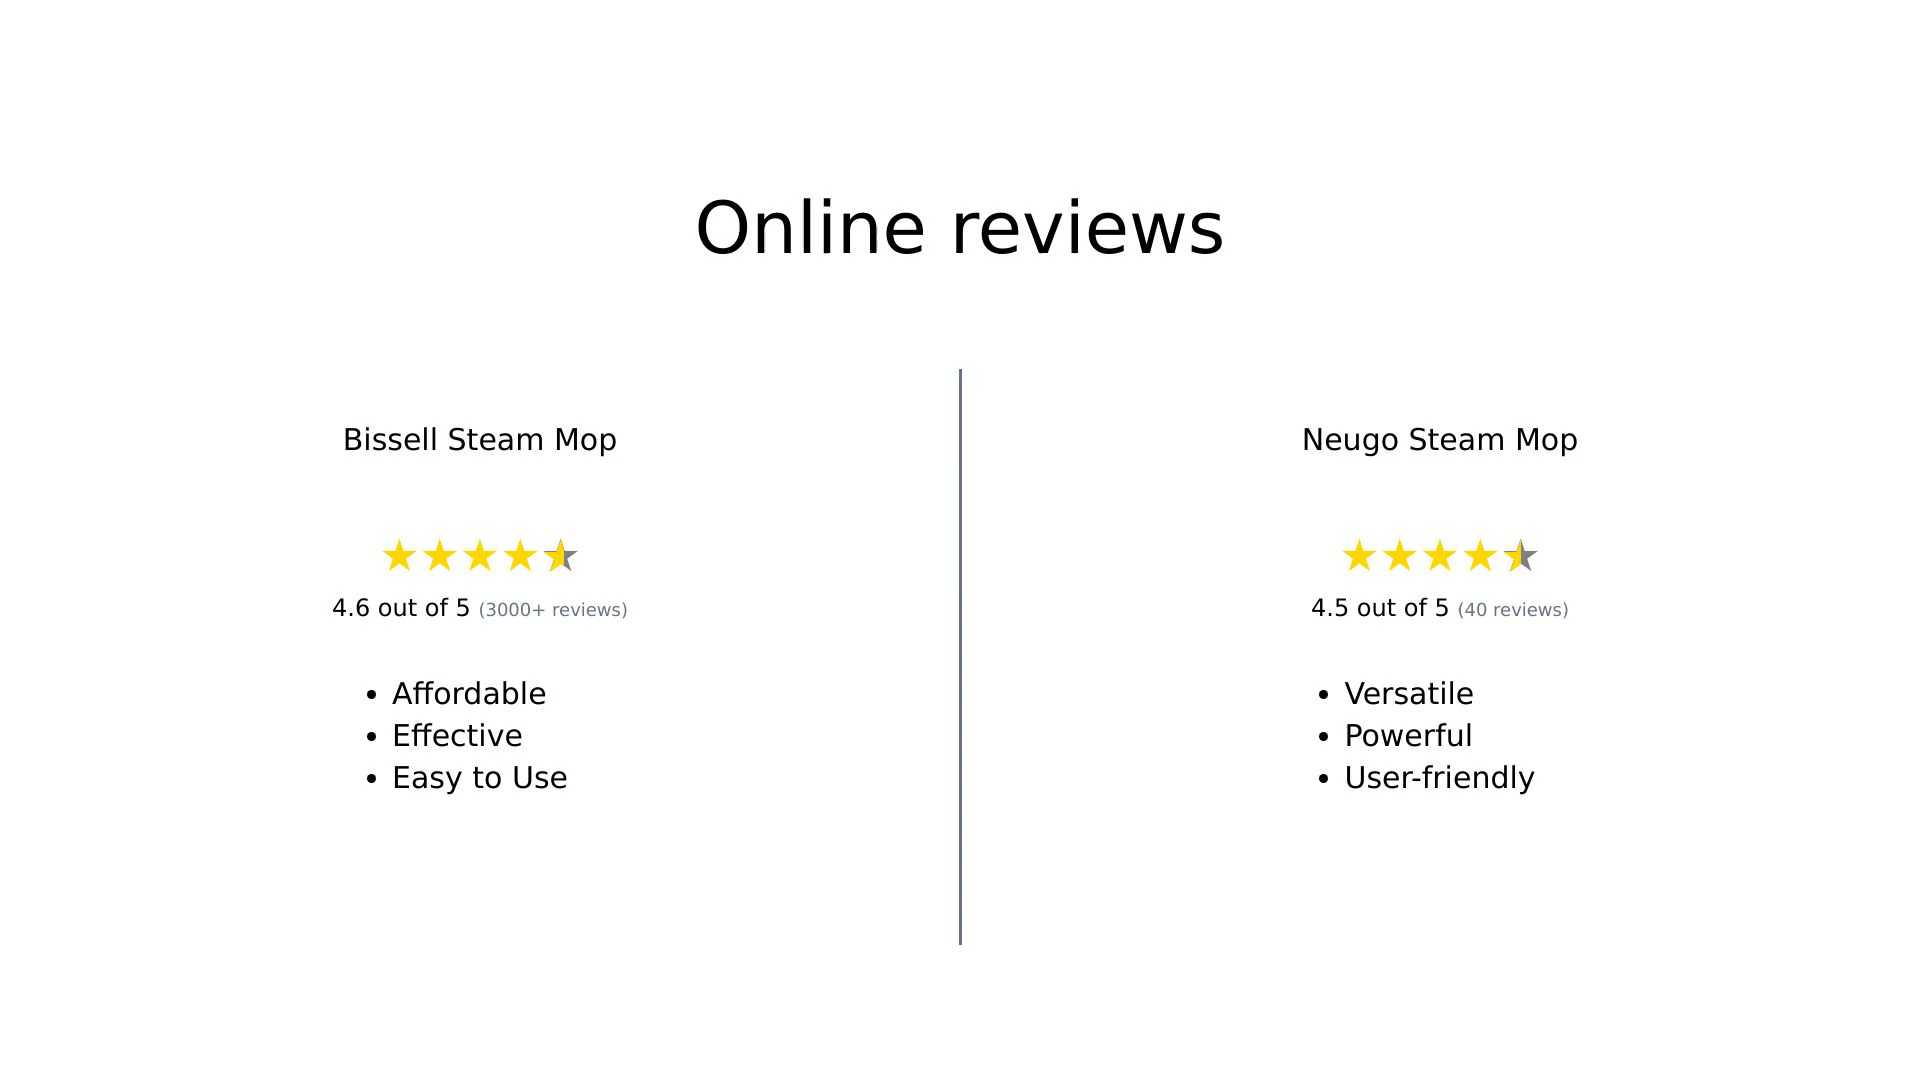 Online reviews
Bissell Steam Mop
4.6 out of 5 (3000+ reviews)
• Affordable
• Effective
• Easy to Use
Neugo Steam Mop
4.5 out of 5 (40 reviews)
• Versatile
• Powerful
• User-friendly